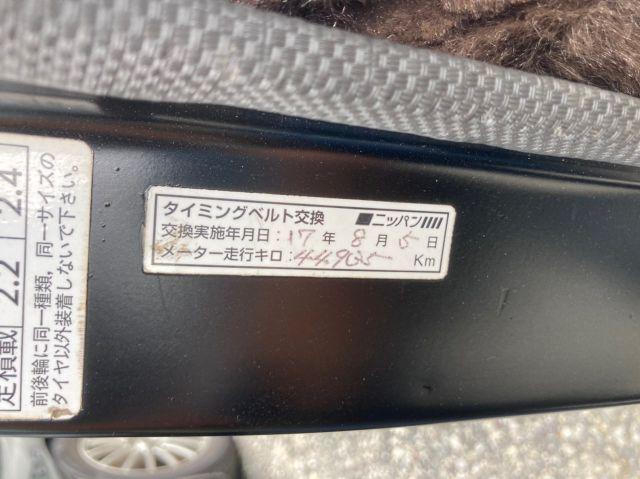 タイミングベルト交換 ニッパン
交換実施年月日:17年 8月 5日
メーター走行キロ:44905 Km
定積載 2.2 2.4
前後輪に同一種類，同一サイズの
タイヤ以外装着しないで下さい。